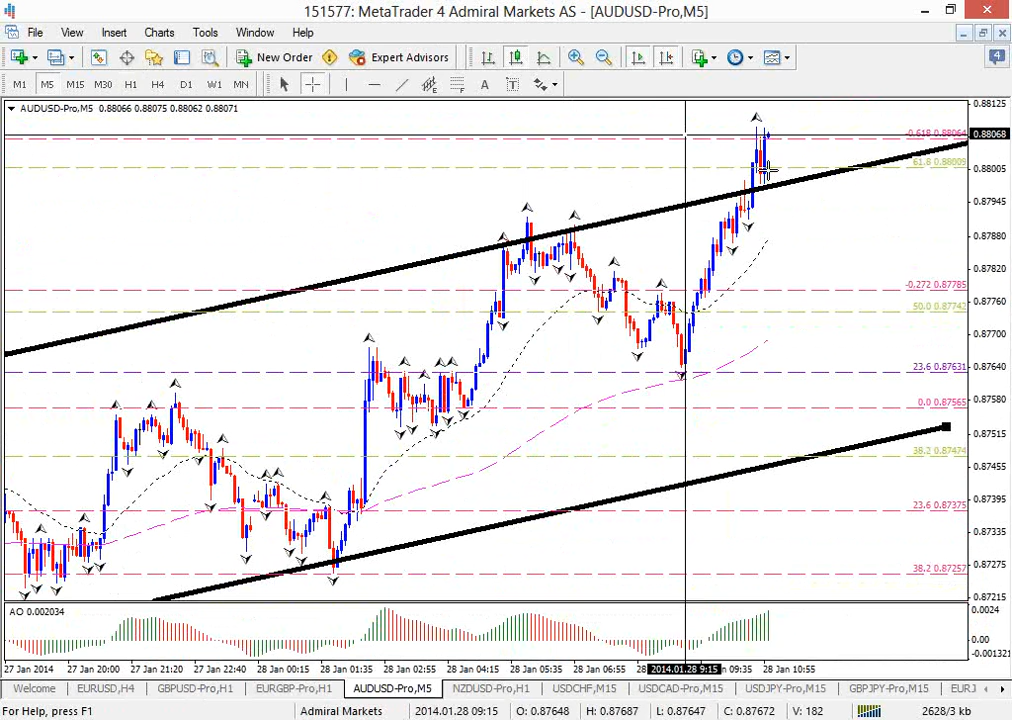 151577: MetaTrader 4 Admiral Markets AS - [AUDUSD-Pro,M5]
File View Insert Charts Tools Window Help
New Order Expert Advisors 4
M1 M5 M15 M30 H1 H4 D1 W1 MN A T
AUDUSD-Pro,M5 0.88066 0.88075 0.88062 0.88071
0.88125
-0.618 0.88064 0.88068
61.8 0.88009 0.88005
0.87945
0.87880
0.87820
-0.272 0.87785
50.0 0.87742 0.87760
0.87700
23.6 0.87631 0.87640
0.0 0.87565 0.87580
0.87515
38.2 0.87474
0.87455
23.6 0.87375 0.87395
0.87335
38.2 0.87257 0.87275
0.87215
AO 0.002034 0.0024
0.00
-0.001321
27 Jan 2014 27 Jan 20:00 27 Jan 21:20 27 Jan 22:40 28 Jan 00:15 28 Jan 01:35 28 Jan 02:55 28 Jan 04:15 28 Jan 05:35 28 Jan 06:55 28 2014.01.28 9:15 n 09:35 28 Jan 10:55
Welcome EURUSD,H4 GBPUSD-Pro,H1 EURGBP-Pro,H1 AUDUSD-Pro,M5 NZDUSD-Pro,H1 USDCHF,M15 USDCAD-Pro,M15 USDJPY-Pro,M15 GBPJPY-Pro,M15 EURJ
For Help, press F1 Admiral Markets 2014.01.28 09:15 O: 0.87648 H: 0.87687 L: 0.87647 C: 0.87672 V: 182 2628/3 kb